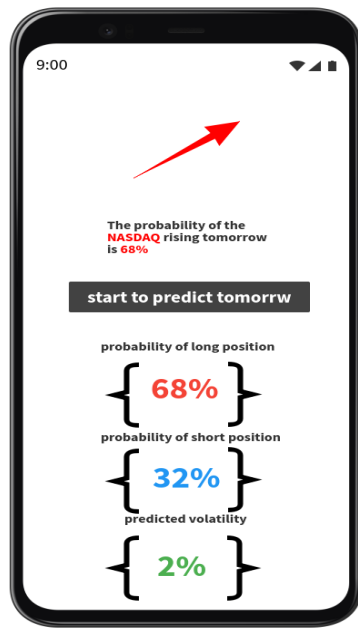 9:00
The probability of the
NASDAQ rising tomorrow
is 68%
start to predict tomorrw
probability of long position
68%
probability of short position
32%
predicted volatility
2%